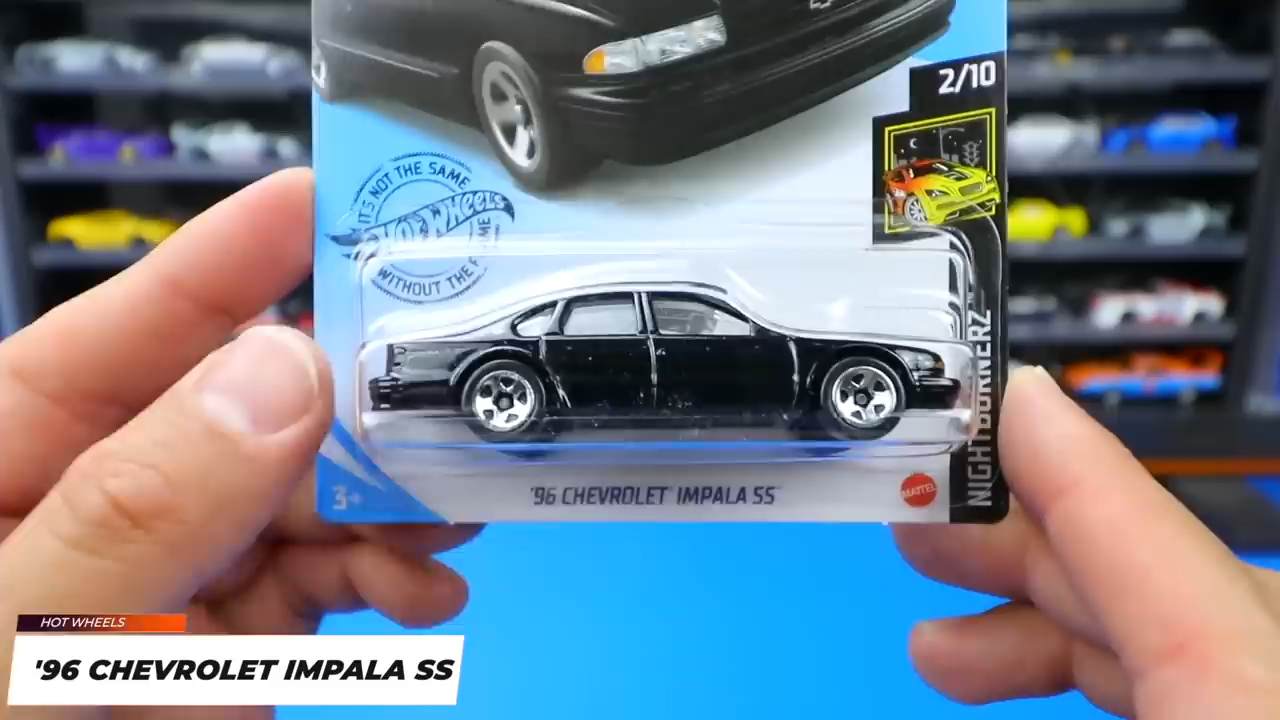 2/10
IT'S NOT THE SAME
Hot Wheels
WITHOUT THE
NIGHTBURNERZ
3+
'96 CHEVROLET IMPALA SS
MATTEL
HOT WHEELS
'96 CHEVROLET IMPALA SS